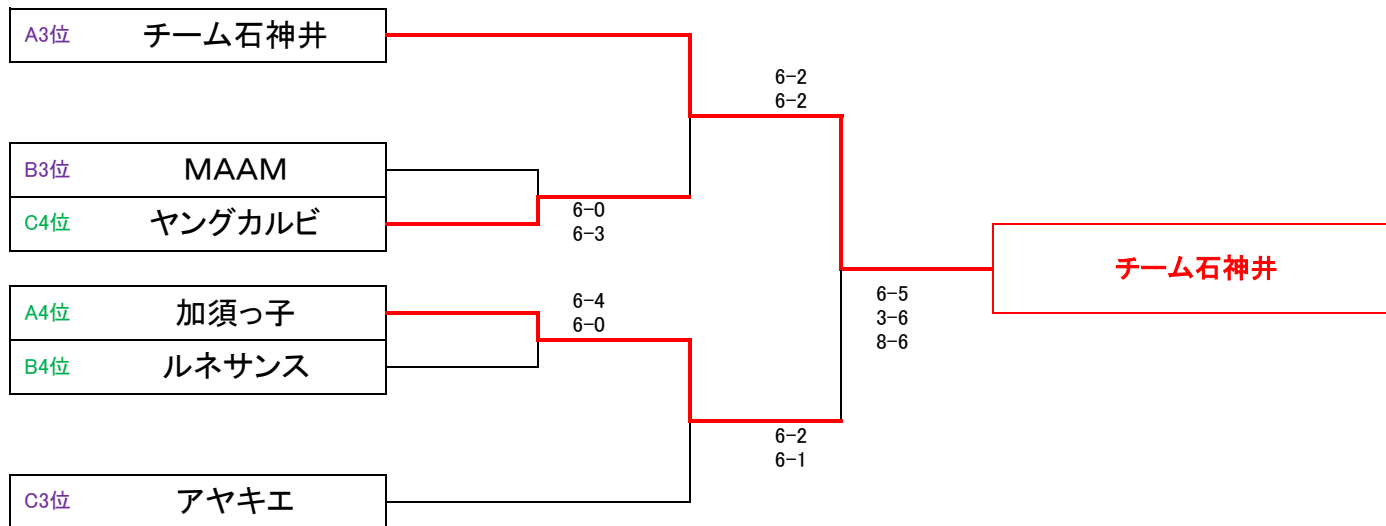 A3位 チーム石神井
6-2
6-2
B3位 MAAM
C4位 ヤングカルビ
6-0
6-3
チーム石神井
A4位 加須っ子
6-4
6-0
6-5
3-6
8-6
B4位 ルネサンス
6-2
6-1
C3位 アヤキエ